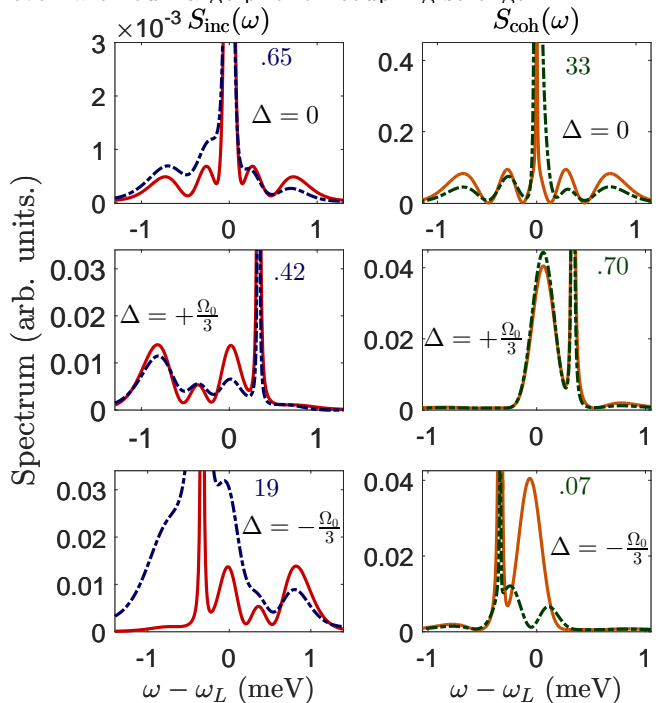 S_inc(ω) S_coh(ω)
×10⁻³
3
2
1
0
.65
Δ = 0
-1 0 1
0.4
0.2
0
33
Δ = 0
-1 0 1
Spectrum (arb. units.)
0.03
0.02
0.01
0
.42
Δ = +Ω₀/3
-1 0 1
0.04
0.02
0
.70
Δ = +Ω₀/3
-1 0 1
0.03
0.02
0.01
0
19
Δ = −Ω₀/3
-1 0 1
ω − ω_L (meV)
0.04
0.02
0
.07
Δ = −Ω₀/3
-1 0 1
ω − ω_L (meV)